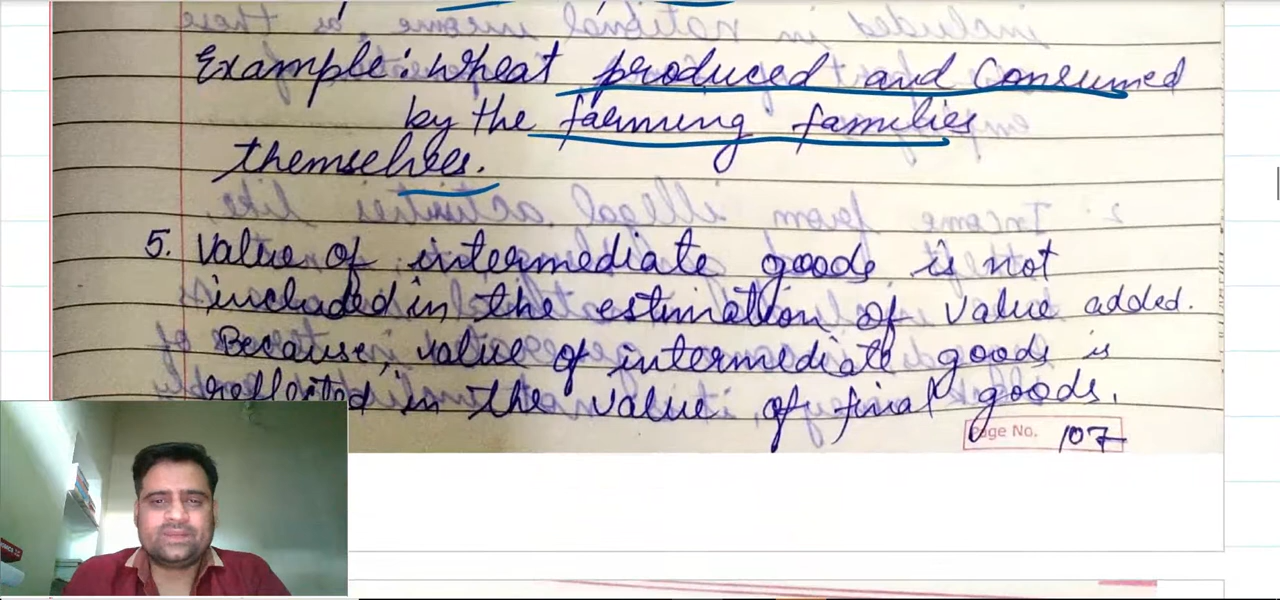 Example: Wheat produced and Consumed
by the farming families
themselves.
5. Value of intermediate goods is not
included in the estimation of value added.
Because, value of intermediate goods is
reflected in the value of final goods.
Page No. 107